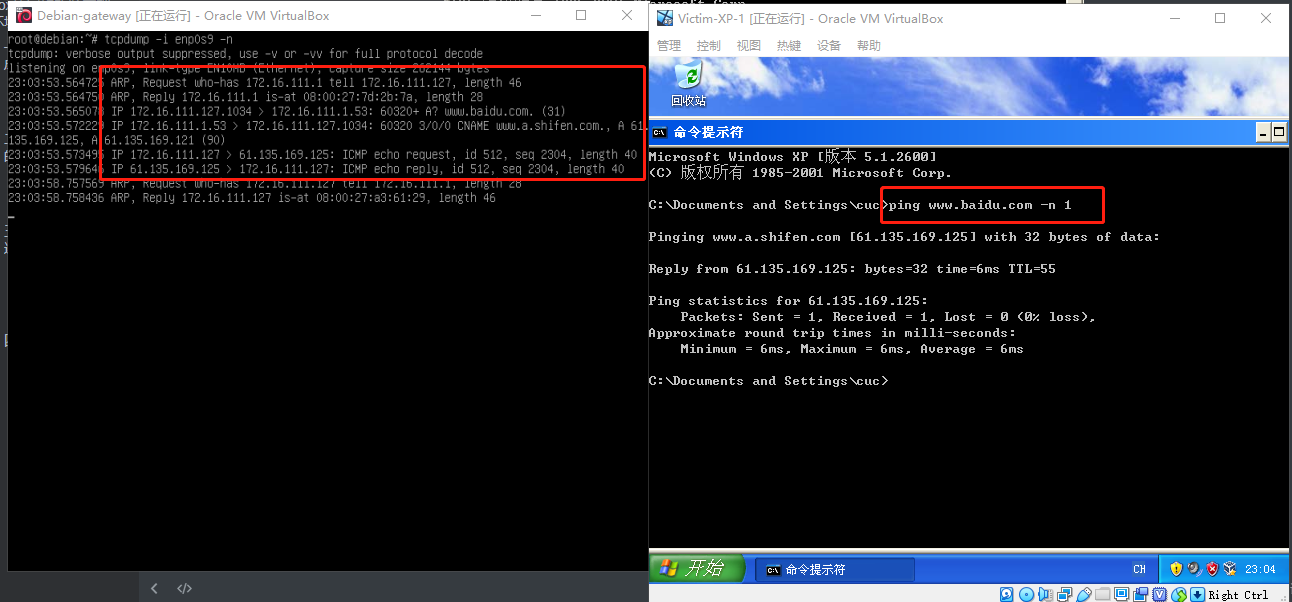 Debian-gateway [正在运行] - Oracle VM VirtualBox
root@debian:~# tcpdump -i enp0s9 -n
tcpdump: verbose output suppressed, use -v or -vv for full protocol decode
listening on enp0s9, link-type EN10MB (Ethernet), capture size 262144 bytes
23:03:53.564725 ARP, Request who-has 172.16.111.1 tell 172.16.111.127, length 46
23:03:53.564750 ARP, Reply 172.16.111.1 is-at 08:00:27:7d:2b:7a, length 28
23:03:53.565078 IP 172.16.111.127.1034 > 172.16.111.1.53: 60320+ A? www.baidu.com. (31)
23:03:53.572229 IP 172.16.111.1.53 > 172.16.111.127.1034: 60320 3/0/0 CNAME www.a.shifen.com., A 61
135.169.125, A 61.135.169.121 (90)
23:03:53.573495 IP 172.16.111.127 > 61.135.169.125: ICMP echo request, id 512, seq 2304, length 40
23:03:53.579646 IP 61.135.169.125 > 172.16.111.127: ICMP echo reply, id 512, seq 2304, length 40
23:03:58.757569 ARP, Request who-has 172.16.111.127 tell 172.16.111.1, length 28
23:03:58.758436 ARP, Reply 172.16.111.127 is-at 08:00:27:a3:61:29, length 46
Victim-XP-1 [正在运行] - Oracle VM VirtualBox
管理 控制 视图 热键 设备 帮助
回收站
命令提示符
Microsoft Windows XP [版本 5.1.2600]
(C) 版权所有 1985-2001 Microsoft Corp.
C:\Documents and Settings\cuc>ping www.baidu.com -n 1
Pinging www.a.shifen.com [61.135.169.125] with 32 bytes of data:
Reply from 61.135.169.125: bytes=32 time=6ms TTL=55
Ping statistics for 61.135.169.125:
Packets: Sent = 1, Received = 1, Lost = 0 (0% loss),
Approximate round trip times in milli-seconds:
Minimum = 6ms, Maximum = 6ms, Average = 6ms
C:\Documents and Settings\cuc>
开始 命令提示符 CH 23:04
Right Ctrl